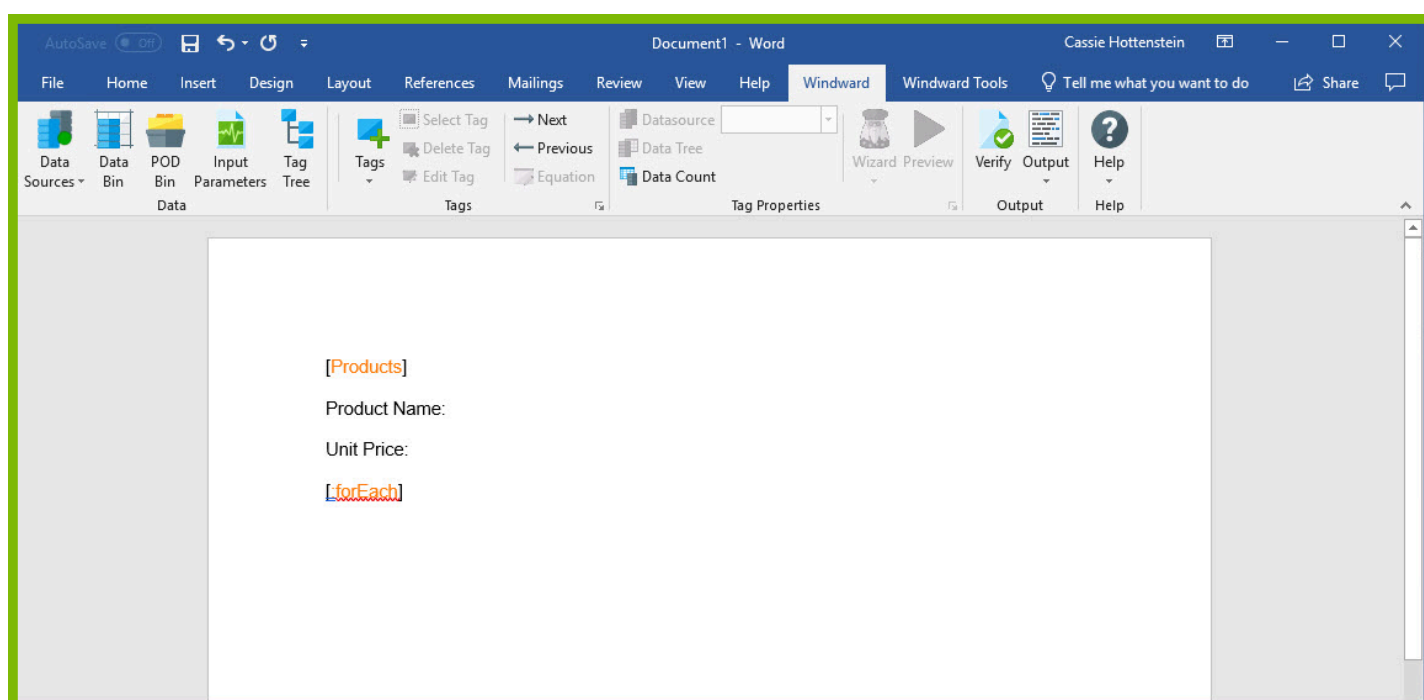 AutoSave Off Document1 - Word Cassie Hottenstein
File Home Insert Design Layout References Mailings Review View Help Windward Windward Tools Tell me what you want to do Share
Select Tag Next Datasource
Delete Tag Previous Data Tree
Edit Tag Equation Data Count
Data Sources Data Bin POD Bin Input Parameters Tag Tree Tags Wizard Preview Verify Output Help
Data Tags Tag Properties Output Help
[Products]
Product Name:
Unit Price:
[:forEach]